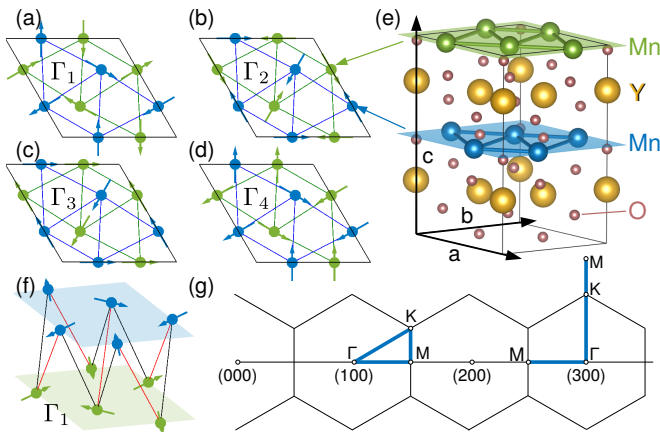 (a)
Γ1
(b)
Γ2
(c)
Γ3
(d)
Γ4
(e)
Mn
Y
Mn
O
c
b
a
(f)
Γ1
(g)
M
K
K
Γ
M
M
Γ
(000)
(100)
(200)
(300)